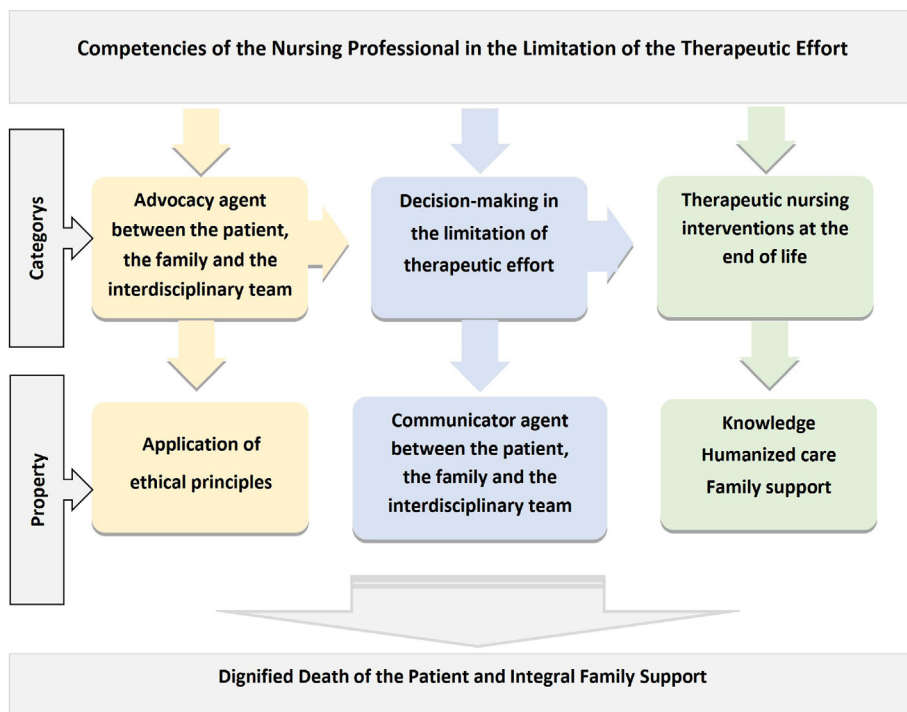 Competencies of the Nursing Professional in the Limitation of the Therapeutic Effort
Categorys
Advocacy agent
between the patient,
the family and the
interdisciplinary team
Decision-making in
the limitation of
therapeutic effort
Therapeutic nursing
interventions at the
end of life
Property
Application of
ethical principles
Communicator agent
between the patient,
the family and the
interdisciplinary team
Knowledge
Humanized care
Family support
Dignified Death of the Patient and Integral Family Support